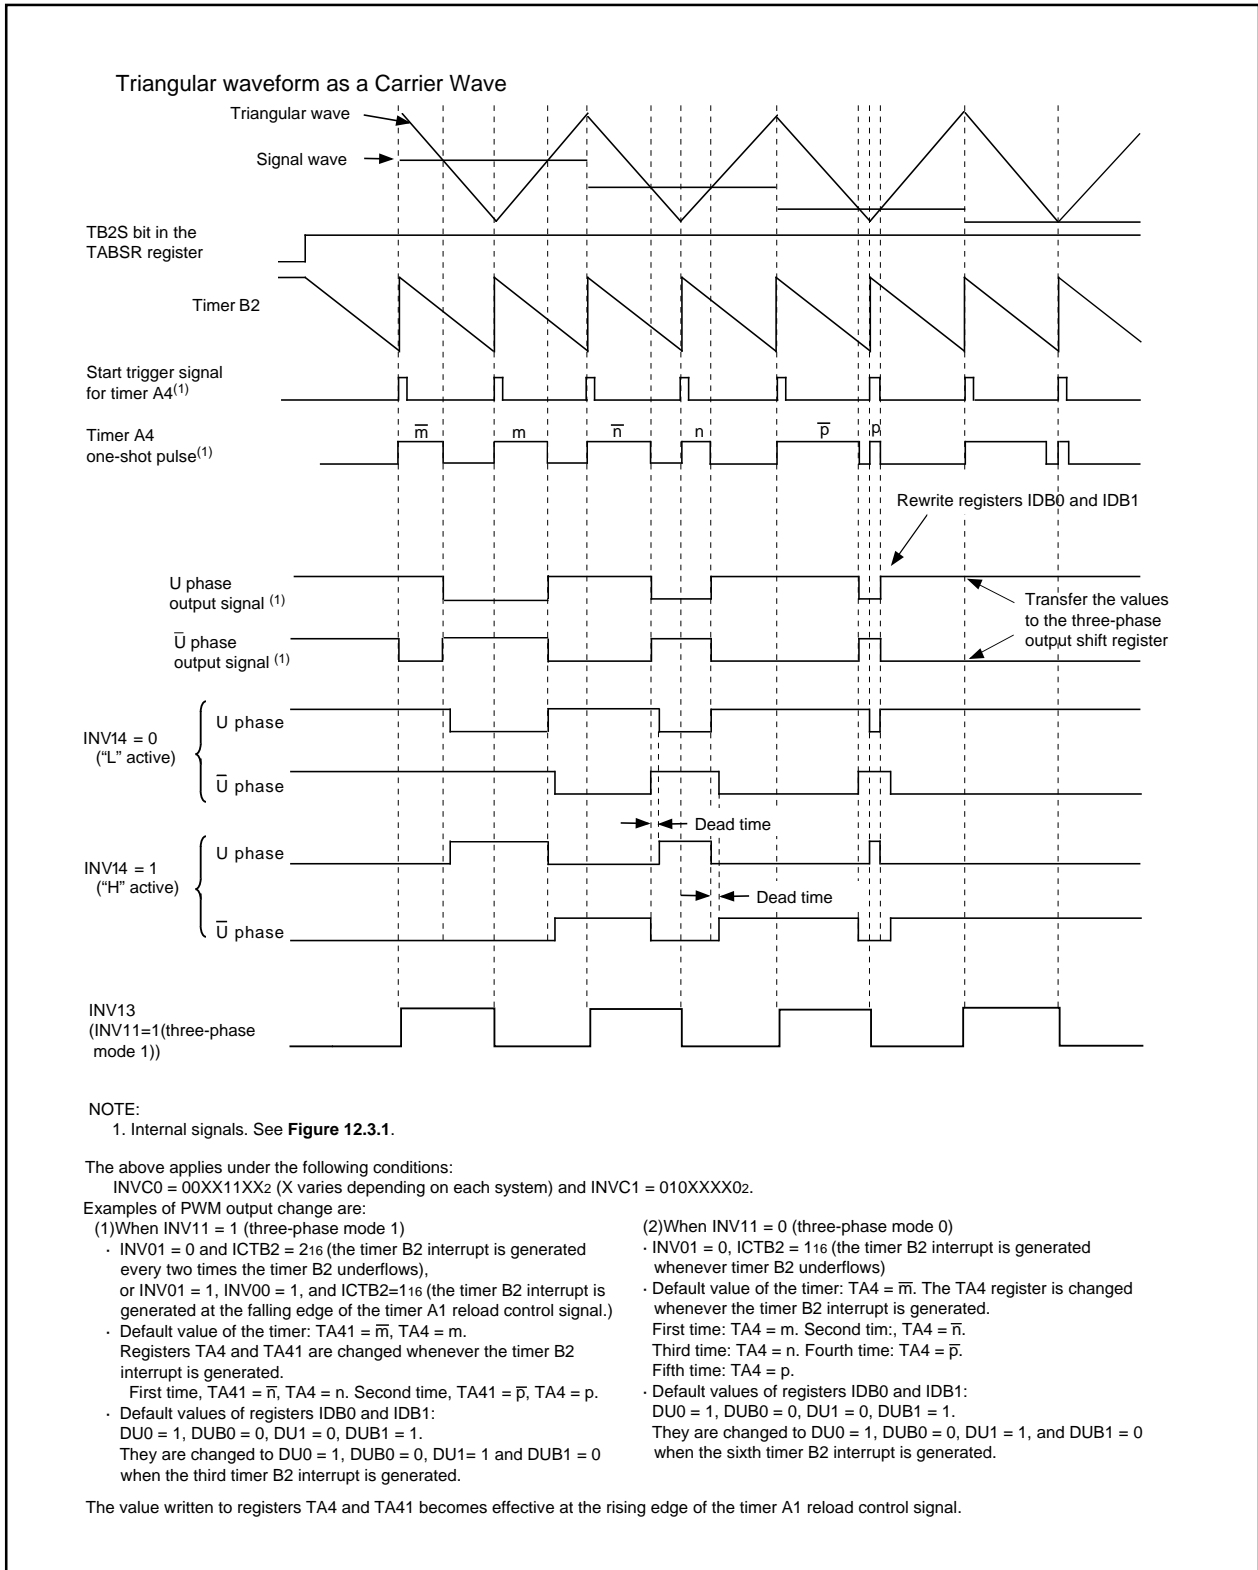 Triangular waveform as a Carrier Wave
Triangular wave
Signal wave
TB2S bit in the
TABSR register
Timer B2
Start trigger signal
for timer A4(1)
Timer A4
one-shot pulse(1)
m̅
m
n̅
n
p̅
p
Rewrite registers IDB0 and IDB1
U phase
output signal (1)
Transfer the values
to the three-phase
output shift register
U̅ phase
output signal (1)
INV14 = 0
(“L” active)
U phase
U̅ phase
Dead time
INV14 = 1
(“H” active)
U phase
Dead time
U̅ phase
INV13
(INV11=1(three-phase
mode 1))
NOTE:
1. Internal signals. See Figure 12.3.1.
The above applies under the following conditions:
INVC0 = 00XX11XX2 (X varies depending on each system) and INVC1 = 010XXXX02.
Examples of PWM output change are:
(1)When INV11 = 1 (three-phase mode 1)
· INV01 = 0 and ICTB2 = 216 (the timer B2 interrupt is generated
every two times the timer B2 underflows),
or INV01 = 1, INV00 = 1, and ICTB2=116 (the timer B2 interrupt is
generated at the falling edge of the timer A1 reload control signal.)
· Default value of the timer: TA41 = m̅, TA4 = m.
Registers TA4 and TA41 are changed whenever the timer B2
interrupt is generated.
First time, TA41 = n̅, TA4 = n. Second time, TA41 = p̅, TA4 = p.
· Default values of registers IDB0 and IDB1:
DU0 = 1, DUB0 = 0, DU1 = 0, DUB1 = 1.
They are changed to DU0 = 1, DUB0 = 0, DU1= 1 and DUB1 = 0
when the third timer B2 interrupt is generated.
(2)When INV11 = 0 (three-phase mode 0)
· INV01 = 0, ICTB2 = 116 (the timer B2 interrupt is generated
whenever timer B2 underflows)
· Default value of the timer: TA4 = m̅. The TA4 register is changed
whenever the timer B2 interrupt is generated.
First time: TA4 = m. Second tim:, TA4 = n̅.
Third time: TA4 = n. Fourth time: TA4 = p̅.
Fifth time: TA4 = p.
· Default values of registers IDB0 and IDB1:
DU0 = 1, DUB0 = 0, DU1 = 0, DUB1 = 1.
They are changed to DU0 = 1, DUB0 = 0, DU1 = 1, and DUB1 = 0
when the sixth timer B2 interrupt is generated.
The value written to registers TA4 and TA41 becomes effective at the rising edge of the timer A1 reload control signal.